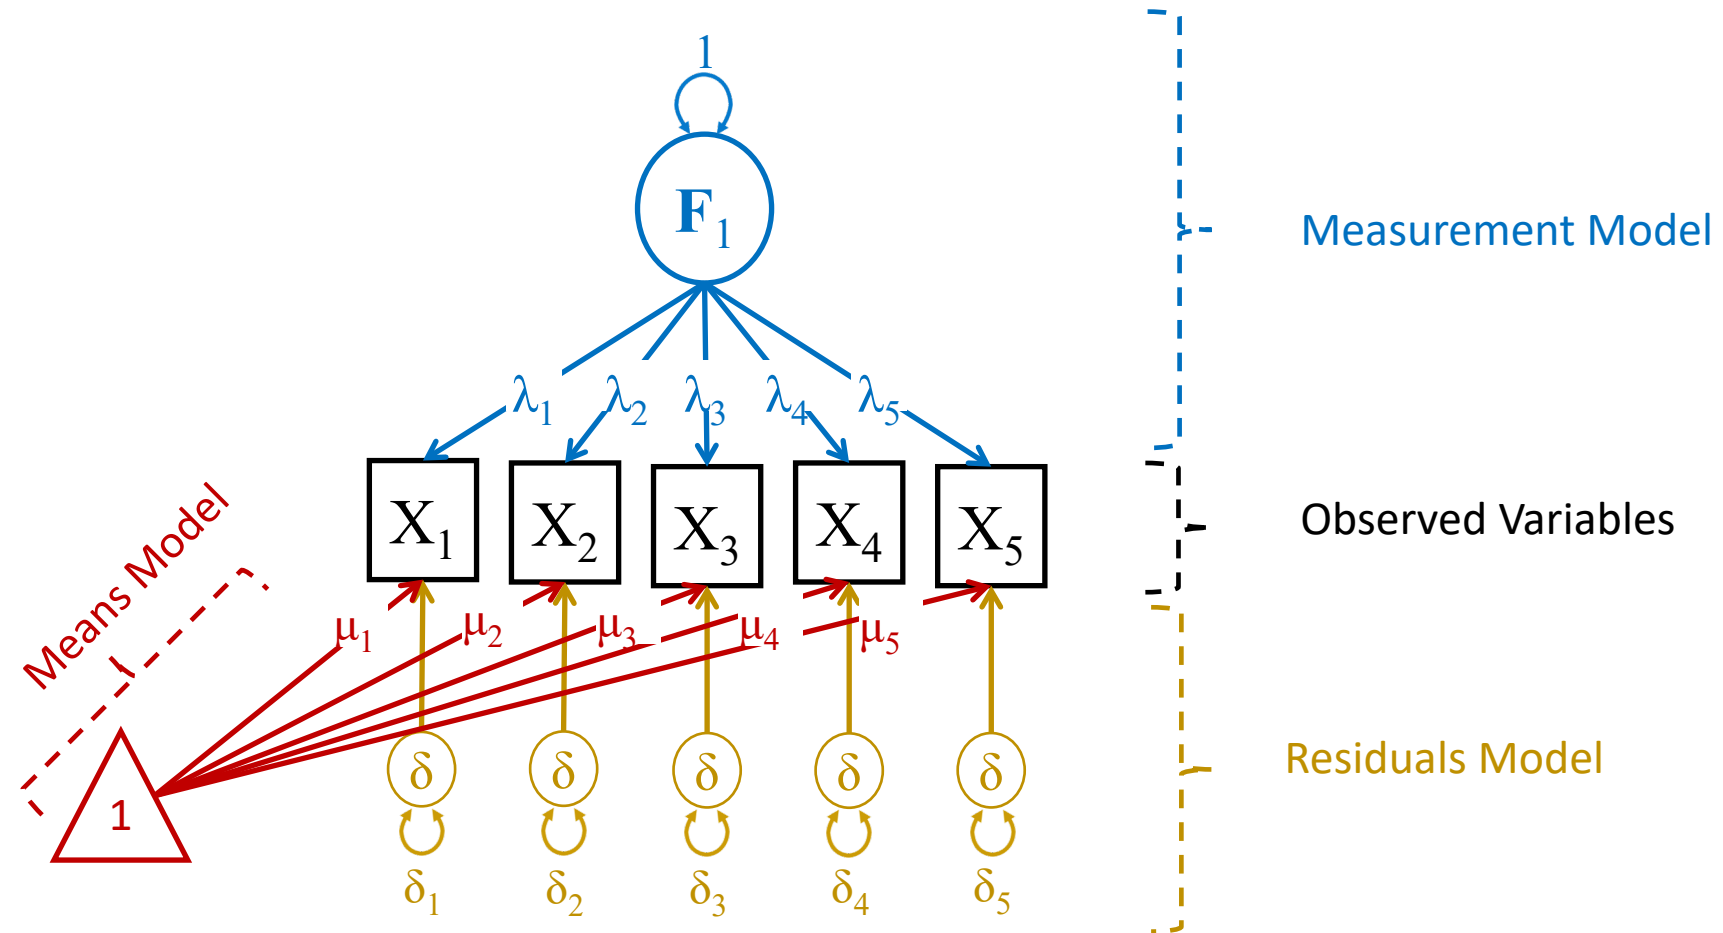 1
F₁
Measurement Model
λ₁ λ₂ λ₃ λ₄ λ₅
X₁ X₂ X₃ X₄ X₅
Observed Variables
Means Model
μ₁ μ₂ μ₃ μ₄ μ₅
1
δ δ δ δ δ
Residuals Model
δ₁ δ₂ δ₃ δ₄ δ₅